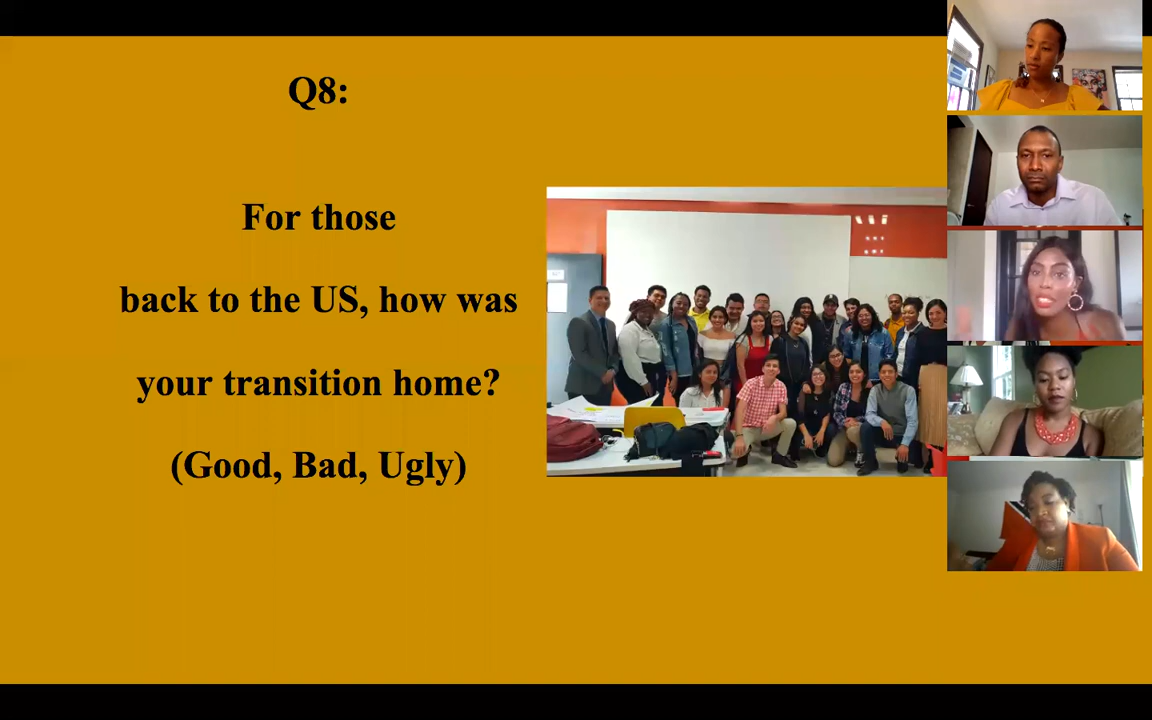 Q8:
For those
back to the US, how was
your transition home?
(Good, Bad, Ugly)